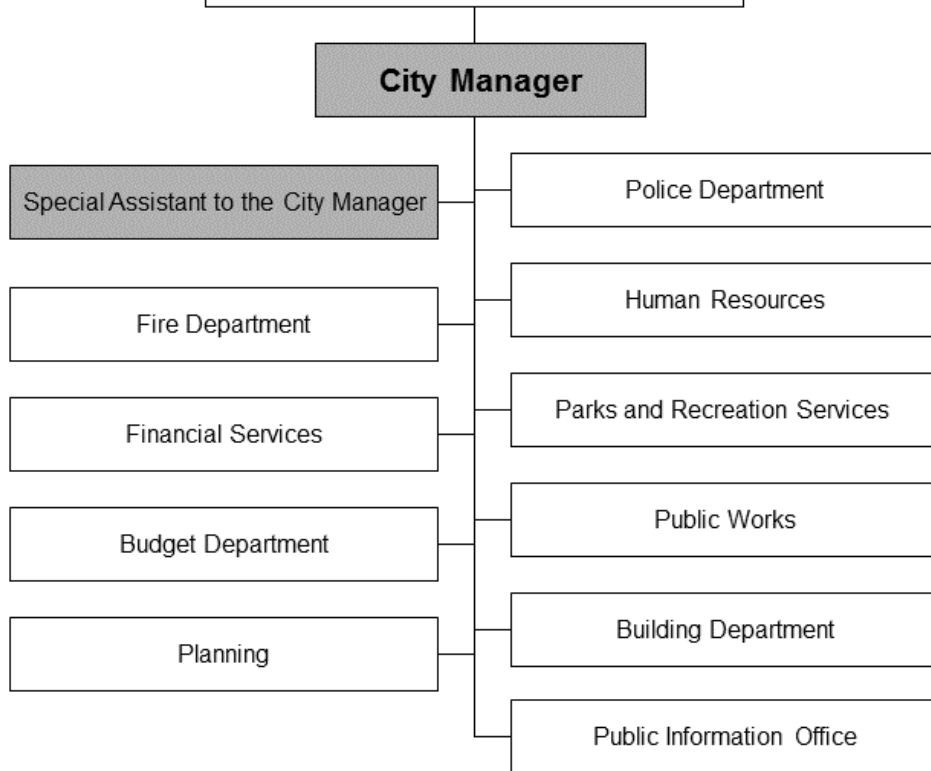 City Manager
Special Assistant to the City Manager
Police Department
Fire Department
Human Resources
Financial Services
Parks and Recreation Services
Budget Department
Public Works
Planning
Building Department
Public Information Office